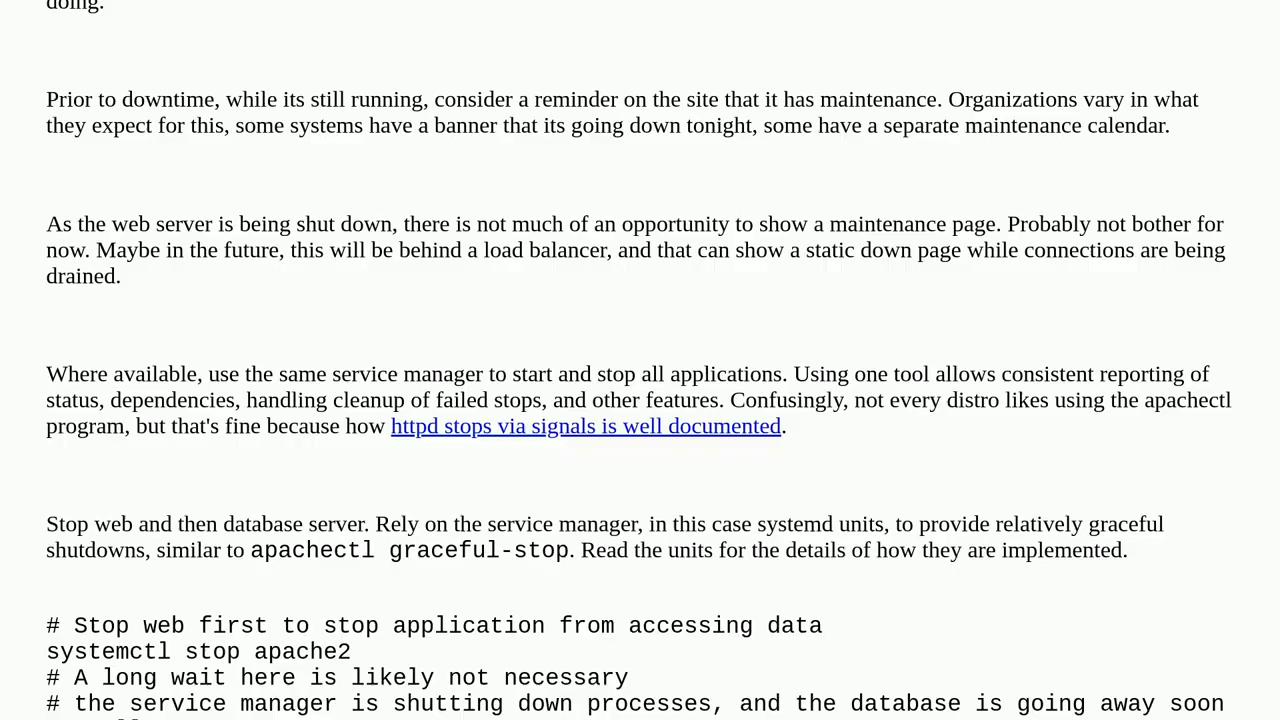 doing.
Prior to downtime, while its still running, consider a reminder on the site that it has maintenance. Organizations vary in what
they expect for this, some systems have a banner that its going down tonight, some have a separate maintenance calendar.
As the web server is being shut down, there is not much of an opportunity to show a maintenance page. Probably not bother for
now. Maybe in the future, this will be behind a load balancer, and that can show a static down page while connections are being
drained.
Where available, use the same service manager to start and stop all applications. Using one tool allows consistent reporting of
status, dependencies, handling cleanup of failed stops, and other features. Confusingly, not every distro likes using the apachectl
program, but that's fine because how httpd stops via signals is well documented.
Stop web and then database server. Rely on the service manager, in this case systemd units, to provide relatively graceful
shutdowns, similar to apachectl graceful-stop. Read the units for the details of how they are implemented.
# Stop web first to stop application from accessing data
systemctl stop apache2
# A long wait here is likely not necessary
# the service manager is shutting down processes, and the database is going away soon